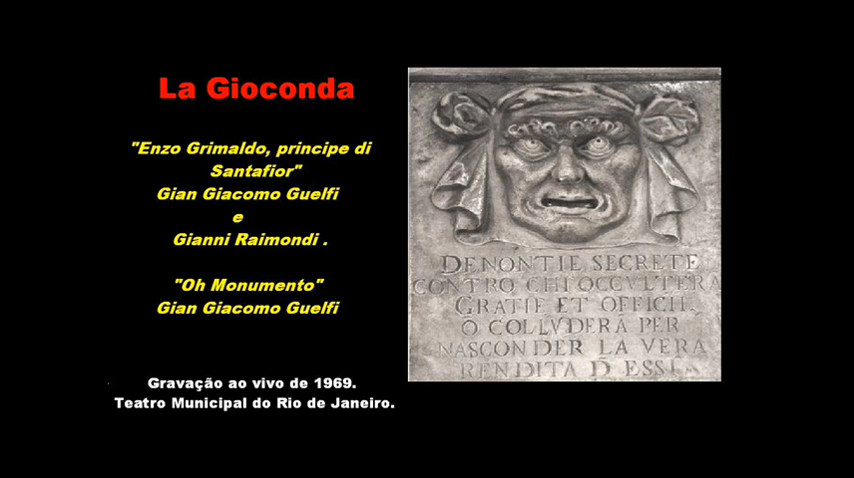 La Gioconda
"Enzo Grimaldo, principe di
Santafior"
Gian Giacomo Guelfi
e
Gianni Raimondi .
"Oh Monumento"
Gian Giacomo Guelfi
Gravação ao vivo de 1969.
Teatro Municipal do Rio de Janeiro.
DENONTIE SECRETE
CONTRO CHI OCCVLTERA
GRATIE ET OFFICII.
O COLLVDERA PER
NASCONDER LA VERA
RENDITA D ESSI.